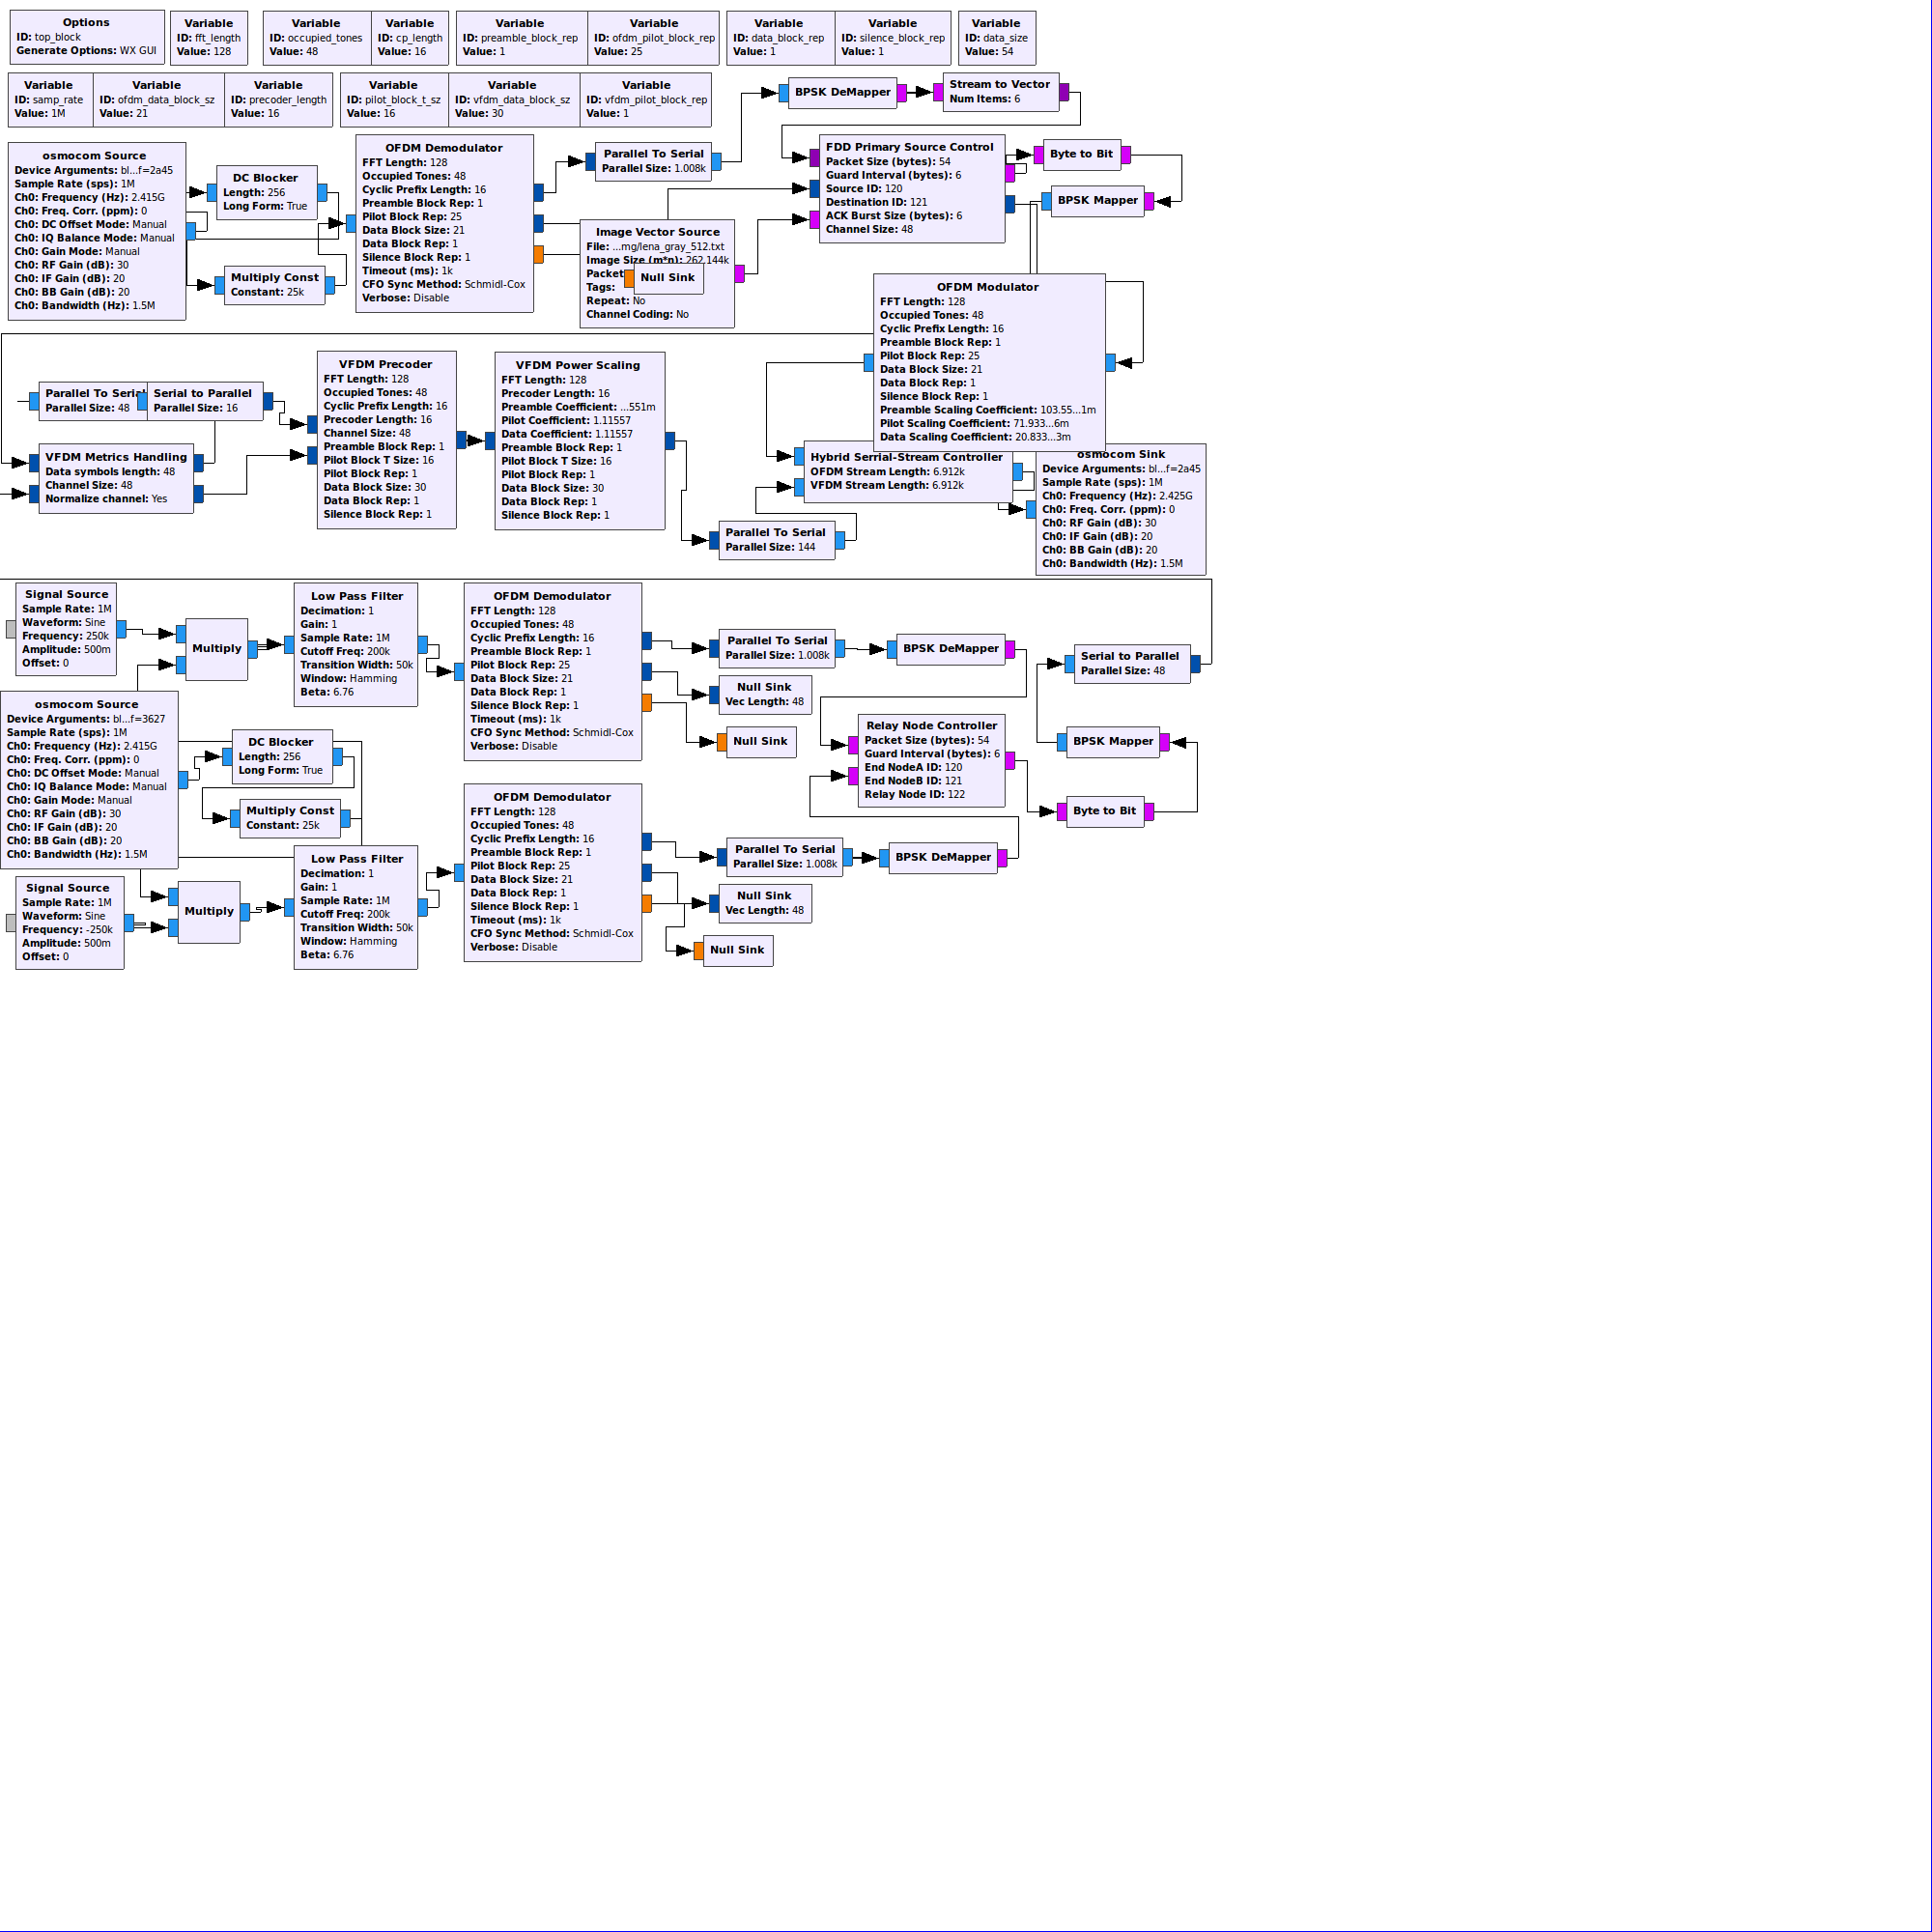 Options
ID: top_block
Generate Options: WX GUI
Variable
ID: fft_length
Value: 128
Variable
ID: occupied_tones
Value: 48
Variable
ID: cp_length
Value: 16
Variable
ID: preamble_block_rep
Value: 1
Variable
ID: ofdm_pilot_block_rep
Value: 25
Variable
ID: data_block_rep
Value: 1
Variable
ID: silence_block_rep
Value: 1
Variable
ID: data_size
Value: 54
Variable
ID: samp_rate
Value: 1M
Variable
ID: ofdm_data_block_sz
Value: 21
Variable
ID: precoder_length
Value: 16
Variable
ID: pilot_block_t_sz
Value: 16
Variable
ID: vfdm_data_block_sz
Value: 30
Variable
ID: vfdm_pilot_block_rep
Value: 1
BPSK DeMapper
Stream to Vector
Num Items: 6
osmocom Source
Device Arguments: bl...f=2a45
Sample Rate (sps): 1M
Ch0: Frequency (Hz): 2.415G
Ch0: Freq. Corr. (ppm): 0
Ch0: DC Offset Mode: Manual
Ch0: IQ Balance Mode: Manual
Ch0: Gain Mode: Manual
Ch0: RF Gain (dB): 30
Ch0: IF Gain (dB): 20
Ch0: BB Gain (dB): 20
Ch0: Bandwidth (Hz): 1.5M
DC Blocker
Length: 256
Long Form: True
Multiply Const
Constant: 25k
OFDM Demodulator
FFT Length: 128
Occupied Tones: 48
Cyclic Prefix Length: 16
Preamble Block Rep: 1
Pilot Block Rep: 25
Data Block Size: 21
Data Block Rep: 1
Silence Block Rep: 1
Timeout (ms): 1k
CFO Sync Method: Schmidl-Cox
Verbose: Disable
Parallel To Serial
Parallel Size: 1.008k
Image Vector Source
File: ...mg/lena_gray_512.txt
Image Size (m*n): 262.144k
Packet
Tags:
Repeat: No
Channel Coding: No
Null Sink
FDD Primary Source Control
Packet Size (bytes): 54
Guard Interval (bytes): 6
Source ID: 120
Destination ID: 121
ACK Burst Size (bytes): 6
Channel Size: 48
Byte to Bit
BPSK Mapper
OFDM Modulator
FFT Length: 128
Occupied Tones: 48
Cyclic Prefix Length: 16
Preamble Block Rep: 1
Pilot Block Rep: 25
Data Block Size: 21
Data Block Rep: 1
Silence Block Rep: 1
Preamble Scaling Coefficient: 103.55...1m
Pilot Scaling Coefficient: 71.933...6m
Data Scaling Coefficient: 20.833...3m
Parallel To Serial
Parallel Size: 48
Serial to Parallel
Parallel Size: 16
VFDM Metrics Handling
Data symbols length: 48
Channel Size: 48
Normalize channel: Yes
VFDM Precoder
FFT Length: 128
Occupied Tones: 48
Cyclic Prefix Length: 16
Precoder Length: 16
Channel Size: 48
Preamble Block Rep: 1
Pilot Block T Size: 16
Pilot Block Rep: 1
Data Block Size: 30
Data Block Rep: 1
Silence Block Rep: 1
VFDM Power Scaling
FFT Length: 128
Precoder Length: 16
Preamble Coefficient: ...551m
Pilot Coefficient: 1.11557
Data Coefficient: 1.11557
Preamble Block Rep: 1
Pilot Block T Size: 16
Pilot Block Rep: 1
Data Block Size: 30
Data Block Rep: 1
Silence Block Rep: 1
Hybrid Serrial-Stream Controller
OFDM Stream Length: 6.912k
VFDM Stream Length: 6.912k
Parallel To Serial
Parallel Size: 144
osmocom Sink
Device Arguments: bl...f=2a45
Sample Rate (sps): 1M
Ch0: Frequency (Hz): 2.425G
Ch0: Freq. Corr. (ppm): 0
Ch0: RF Gain (dB): 30
Ch0: IF Gain (dB): 20
Ch0: BB Gain (dB): 20
Ch0: Bandwidth (Hz): 1.5M
Signal Source
Sample Rate: 1M
Waveform: Sine
Frequency: 250k
Amplitude: 500m
Offset: 0
Multiply
Low Pass Filter
Decimation: 1
Gain: 1
Sample Rate: 1M
Cutoff Freq: 200k
Transition Width: 50k
Window: Hamming
Beta: 6.76
OFDM Demodulator
FFT Length: 128
Occupied Tones: 48
Cyclic Prefix Length: 16
Preamble Block Rep: 1
Pilot Block Rep: 25
Data Block Size: 21
Data Block Rep: 1
Silence Block Rep: 1
Timeout (ms): 1k
CFO Sync Method: Schmidl-Cox
Verbose: Disable
Parallel To Serial
Parallel Size: 1.008k
BPSK DeMapper
Null Sink
Vec Length: 48
Null Sink
Serial to Parallel
Parallel Size: 48
osmocom Source
Device Arguments: bl...f=3627
Sample Rate (sps): 1M
Ch0: Frequency (Hz): 2.415G
Ch0: Freq. Corr. (ppm): 0
Ch0: DC Offset Mode: Manual
Ch0: IQ Balance Mode: Manual
Ch0: Gain Mode: Manual
Ch0: RF Gain (dB): 30
Ch0: IF Gain (dB): 20
Ch0: BB Gain (dB): 20
Ch0: Bandwidth (Hz): 1.5M
DC Blocker
Length: 256
Long Form: True
Multiply Const
Constant: 25k
Relay Node Controller
Packet Size (bytes): 54
Guard Interval (bytes): 6
End NodeA ID: 120
End NodeB ID: 121
Relay Node ID: 122
BPSK Mapper
Byte to Bit
Signal Source
Sample Rate: 1M
Waveform: Sine
Frequency: -250k
Amplitude: 500m
Offset: 0
Multiply
Low Pass Filter
Decimation: 1
Gain: 1
Sample Rate: 1M
Cutoff Freq: 200k
Transition Width: 50k
Window: Hamming
Beta: 6.76
OFDM Demodulator
FFT Length: 128
Occupied Tones: 48
Cyclic Prefix Length: 16
Preamble Block Rep: 1
Pilot Block Rep: 25
Data Block Size: 21
Data Block Rep: 1
Silence Block Rep: 1
Timeout (ms): 1k
CFO Sync Method: Schmidl-Cox
Verbose: Disable
Parallel To Serial
Parallel Size: 1.008k
BPSK DeMapper
Null Sink
Vec Length: 48
Null Sink